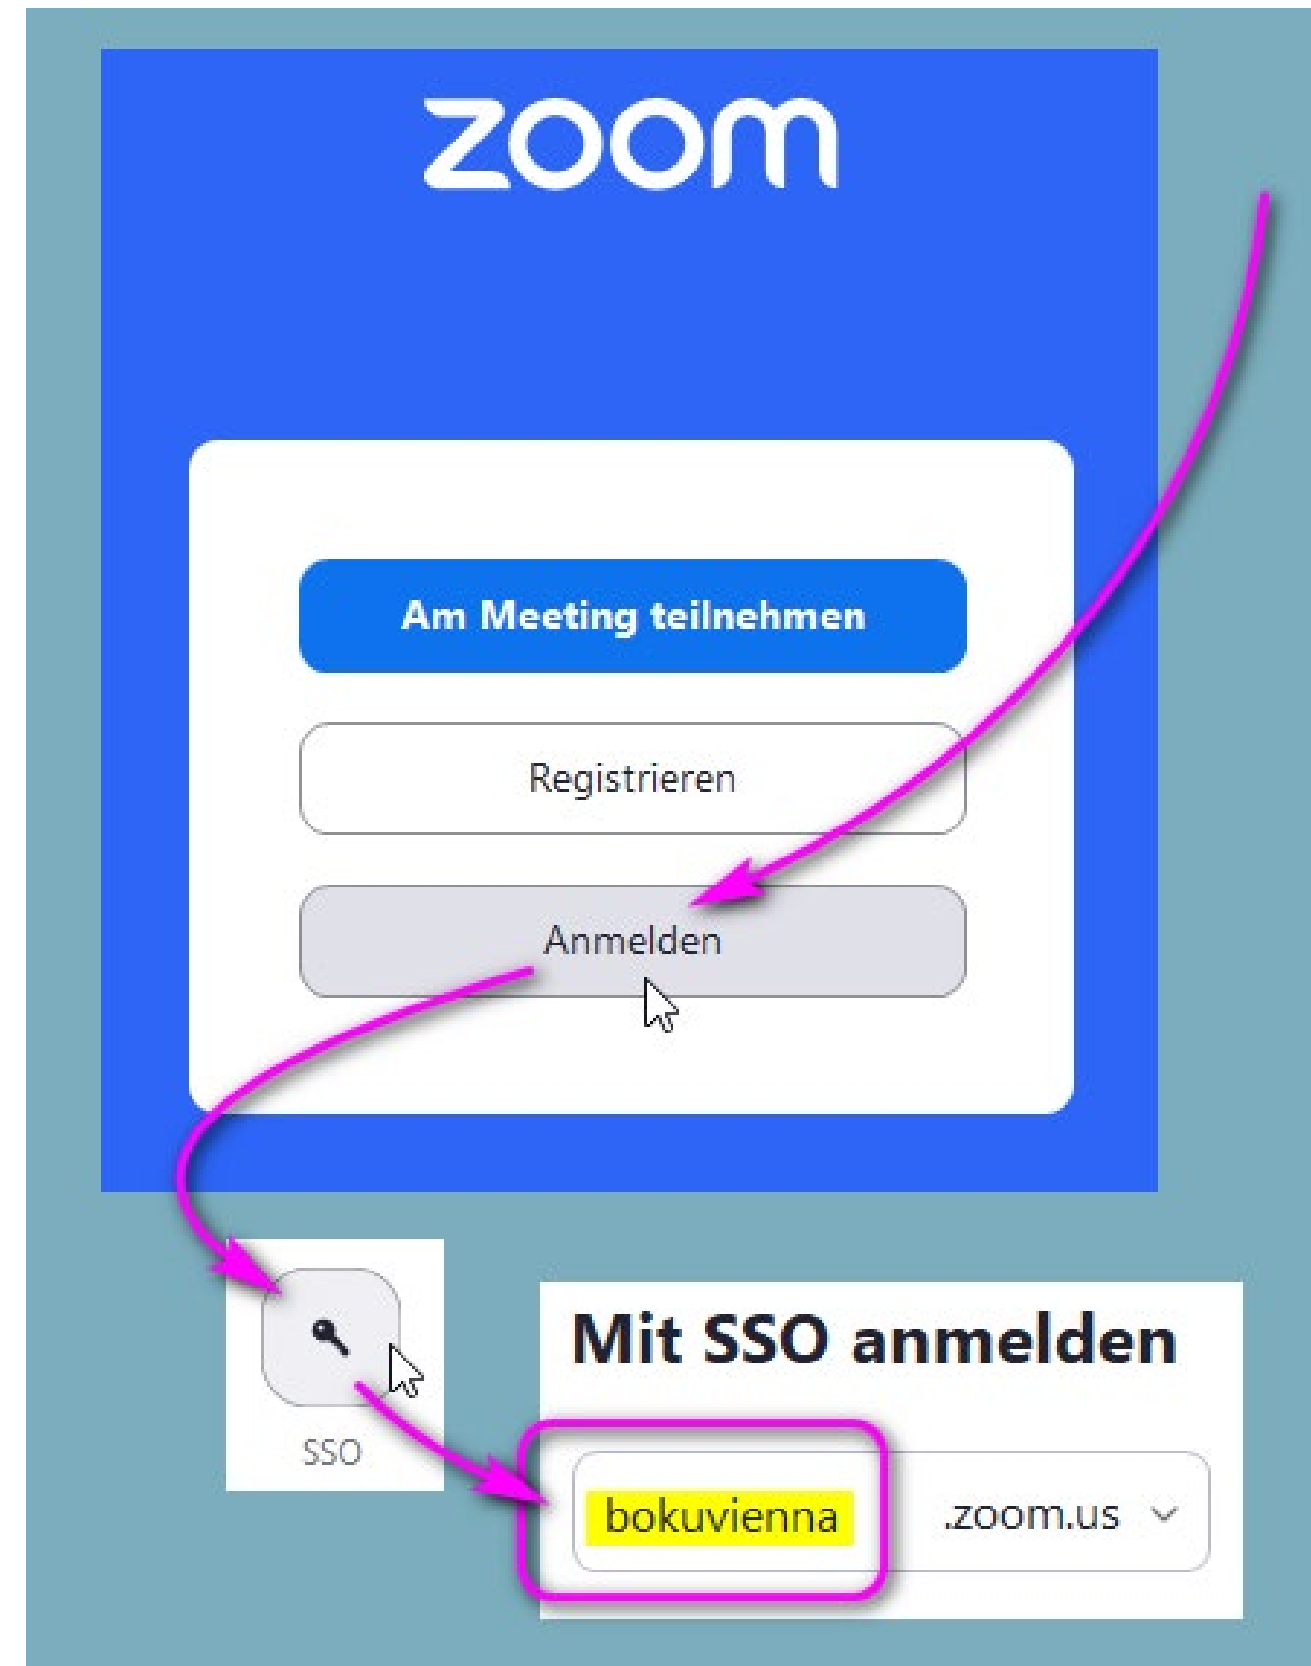 zoom
Am Meeting teilnehmen
Registrieren
Anmelden
SSO
Mit SSO anmelden
bokuvienna .zoom.us